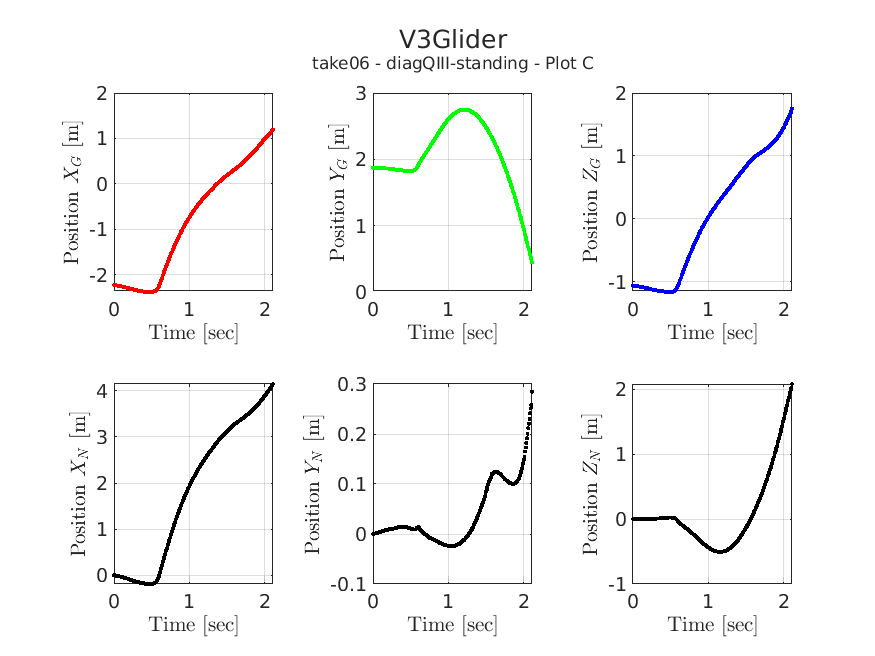 V3Glider
take06 - diagQIII-standing - Plot C
Position X_G [m]
2
1
0
-1
-2
0 1 2
Time [sec]
Position Y_G [m]
3
2
1
0
0 1 2
Time [sec]
Position Z_G [m]
2
1
0
-1
0 1 2
Time [sec]
Position X_N [m]
4
3
2
1
0
0 1 2
Time [sec]
Position Y_N [m]
0.3
0.2
0.1
0
-0.1
0 1 2
Time [sec]
Position Z_N [m]
2
1
0
-1
0 1 2
Time [sec]